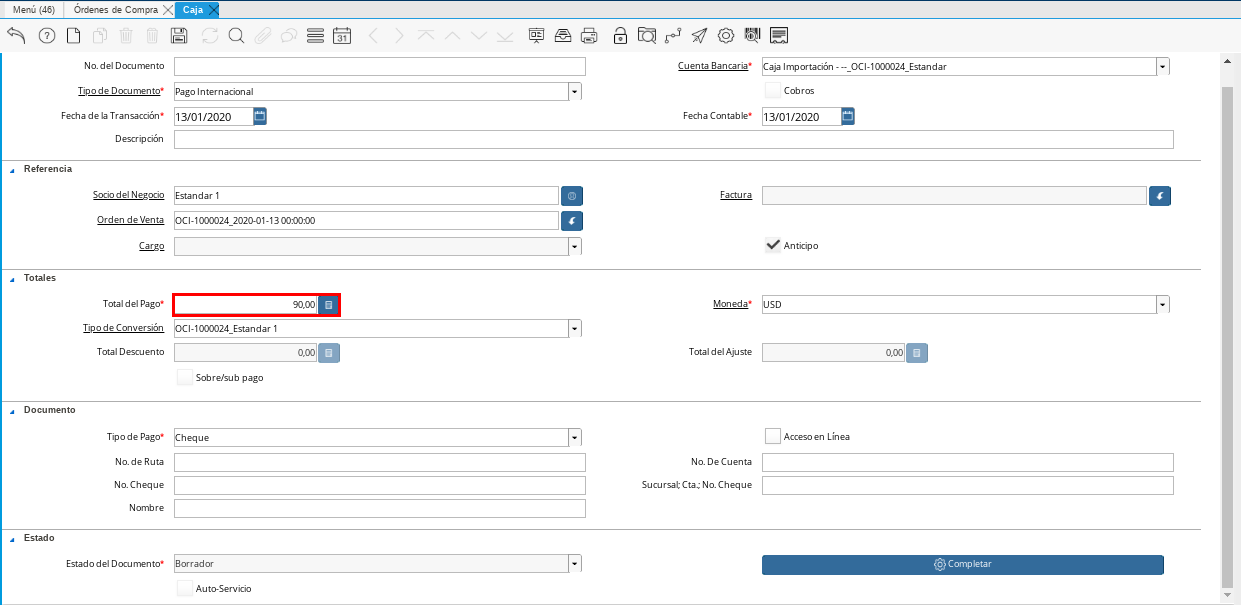 Menú (46) Órdenes de Compra Caja
31
No. del Documento Cuenta Bancaria* Caja Importación - --_OCI-1000024_Estandar
Tipo de Documento* Pago Internacional Cobros
Fecha de la Transacción* 13/01/2020 Fecha Contable* 13/01/2020
Descripción
Referencia
Socio del Negocio Estandar 1 Factura
Orden de Venta OCI-1000024_2020-01-13 00:00:00
Cargo Anticipo
Totales
Total del Pago* 90,00 Moneda* USD
Tipo de Conversión OCI-1000024_Estandar 1
Total Descuento 0,00 Total del Ajuste 0,00
Sobre/sub pago
Documento
Tipo de Pago* Cheque Acceso en Línea
No. de Ruta No. De Cuenta
No. Cheque Sucursal; Cta.; No. Cheque
Nombre
Estado
Estado del Documento* Borrador Completar
Auto-Servicio